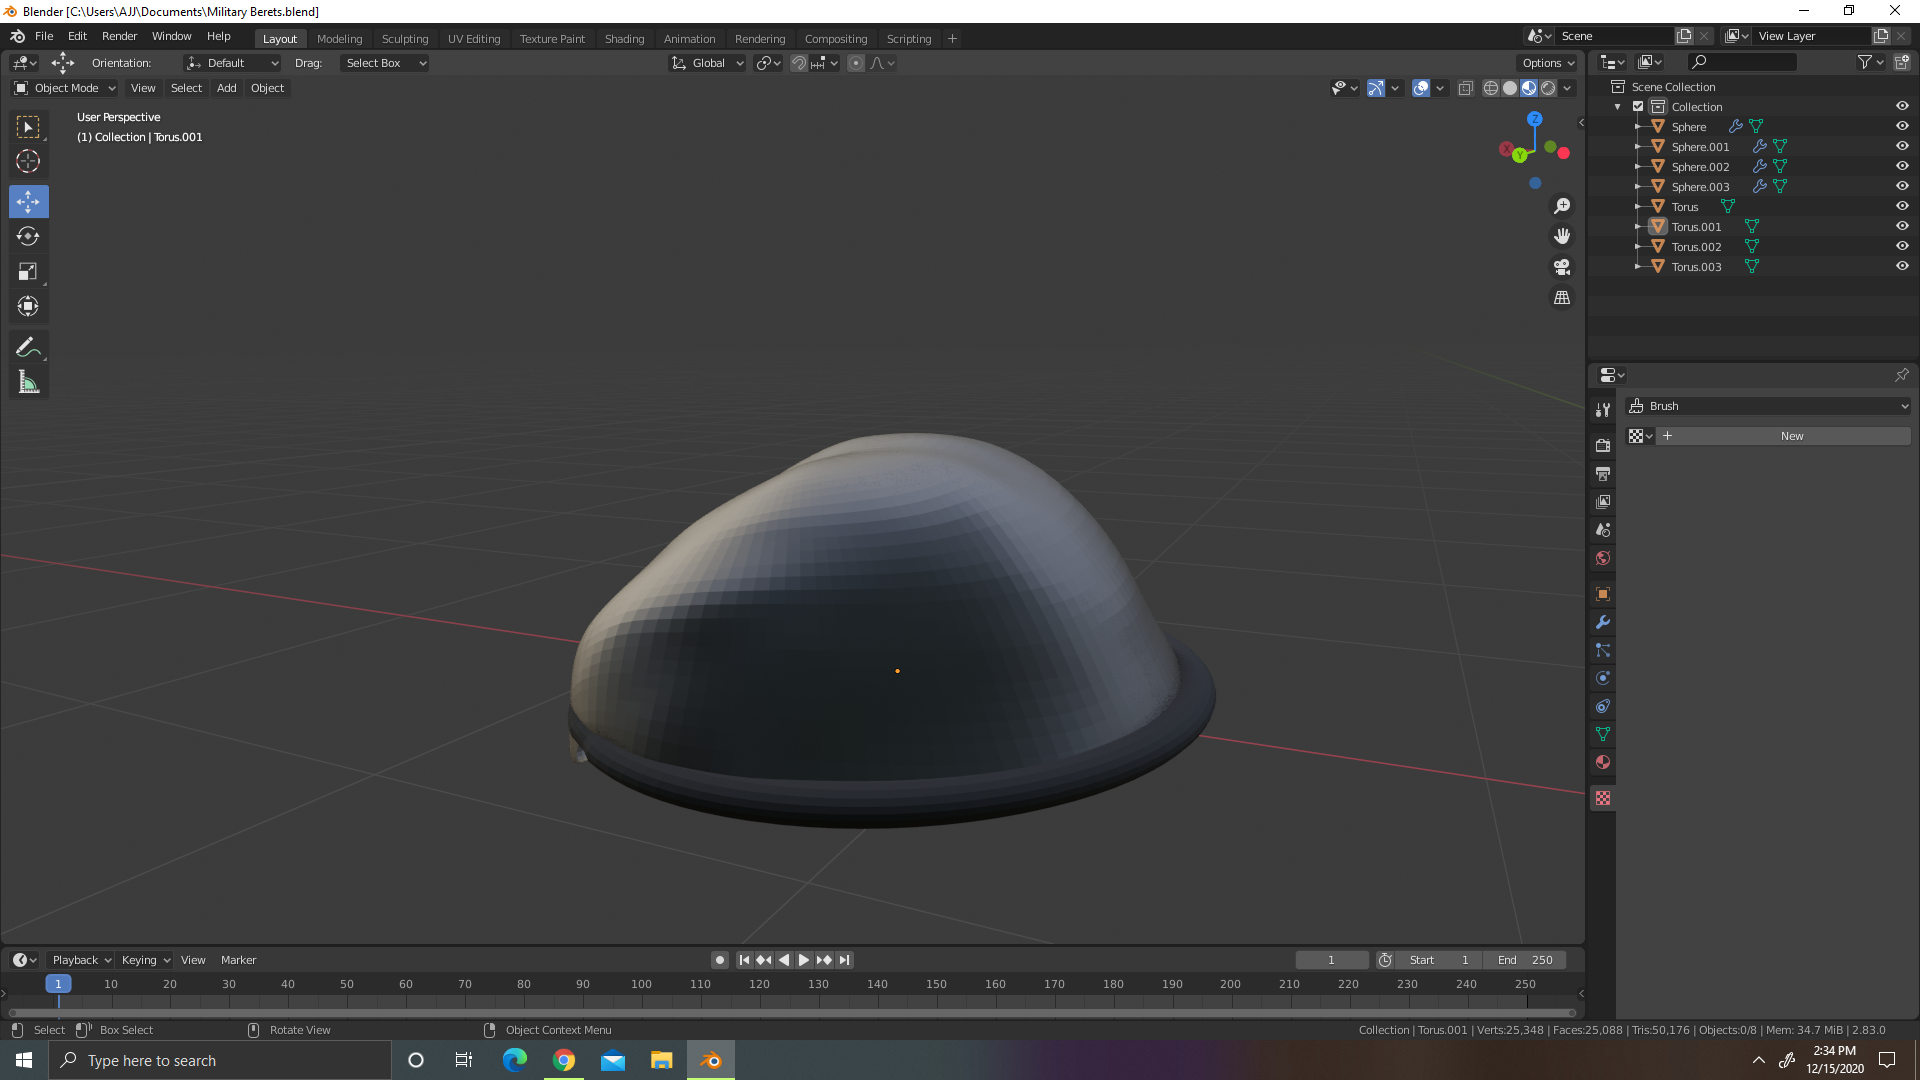 Blender [C:\Users\AJJ\Documents\Military Berets.blend]
File Edit Render Window Help Layout Modeling Sculpting UV Editing Texture Paint Shading Animation Rendering Compositing Scripting + Scene View Layer
Orientation: Default Drag: Select Box Global Options
Object Mode View Select Add Object
User Perspective
(1) Collection | Torus.001
Z
X
Y
Scene Collection
Collection
Sphere
Sphere.001
Sphere.002
Sphere.003
Torus
Torus.001
Torus.002
Torus.003
Brush
+ New
Playback Keying View Marker 1 Start 1 End 250
1 10 20 30 40 50 60 70 80 90 100 110 120 130 140 150 160 170 180 190 200 210 220 230 240 250
Select Box Select Rotate View Object Context Menu Collection | Torus.001 | Verts:25,348 | Faces:25,088 | Tris:50,176 | Objects:0/8 | Mem: 34.7 MiB | 2.83.0
Type here to search
2:34 PM
12/15/2020